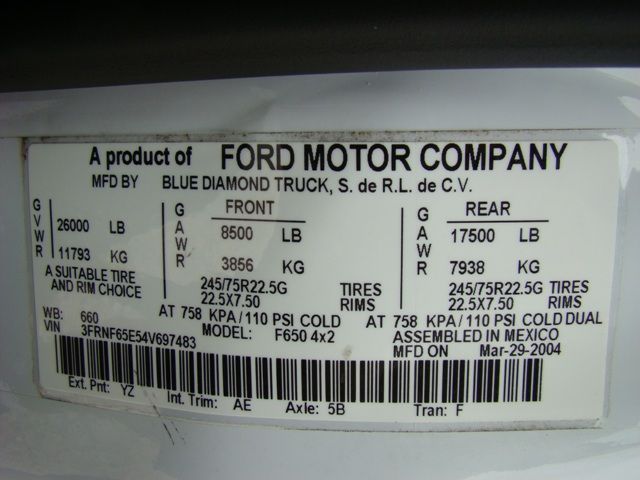 A product of FORD MOTOR COMPANY
MFD BY BLUE DIAMOND TRUCK, S. de R.L. de C.V.
GVWR 26000 LB GAWR FRONT 8500 LB GAWR REAR 17500 LB
11793 KG 3856 KG 7938 KG
A SUITABLE TIRE AND RIM CHOICE
245/75R22.5G TIRES 245/75R22.5G TIRES
22.5X7.50 RIMS 22.5X7.50 RIMS
WB: 660 AT 758 KPA/110 PSI COLD AT 758 KPA/110 PSI COLD DUAL
VIN 3FRNF65E54V697483 MODEL: F650 4x2 ASSEMBLED IN MEXICO
MFD ON Mar-29-2004
Ext. Pnt: YZ Int. Trim: AE Axle: 5B Tran: F